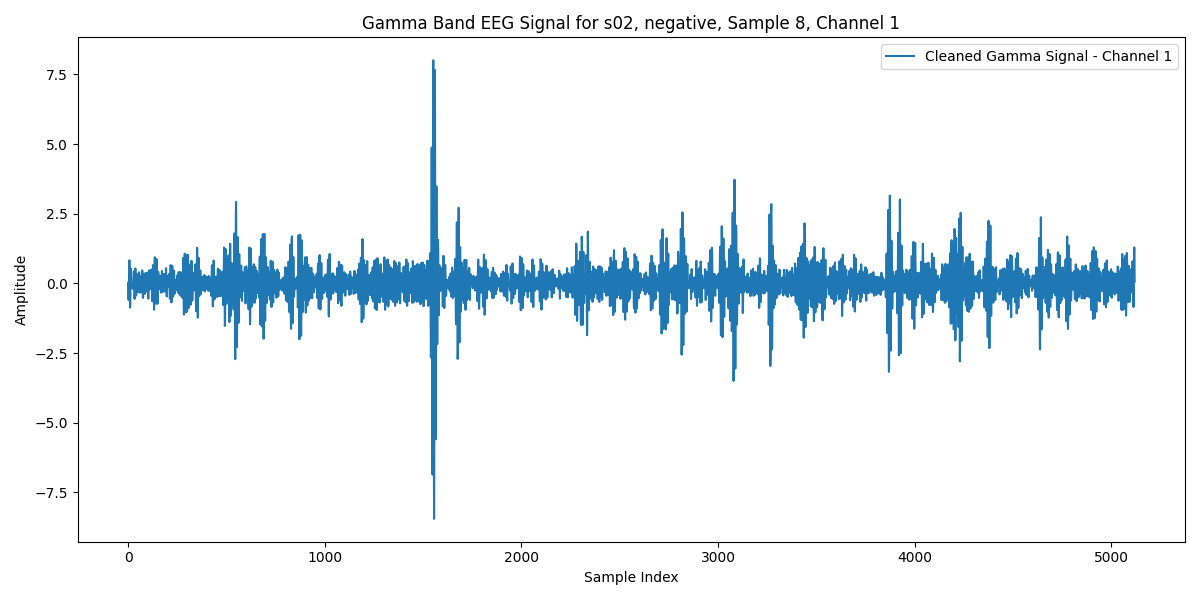 Gamma Band EEG Signal for s02, negative, Sample 8, Channel 1
Cleaned Gamma Signal - Channel 1
Amplitude
7.5
5.0
2.5
0.0
−2.5
−5.0
−7.5
0 1000 2000 3000 4000 5000
Sample Index